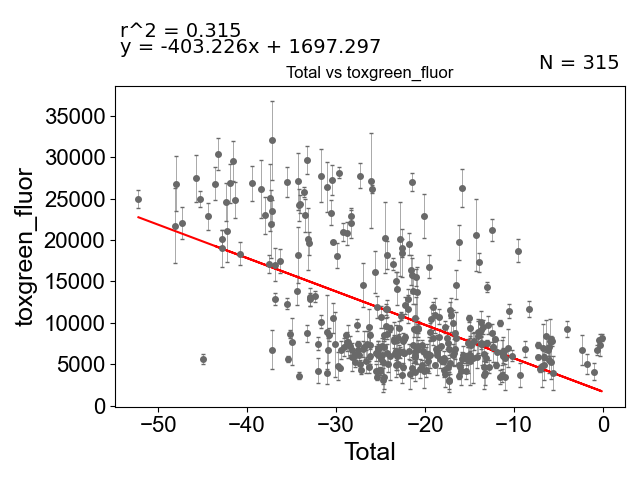 r^2 = 0.315
y = -403.226x + 1697.297
N = 315
Total vs toxgreen_fluor
35000
30000
25000
20000
15000
10000
5000
0
toxgreen_fluor
−50 −40 −30 −20 −10 0
Total